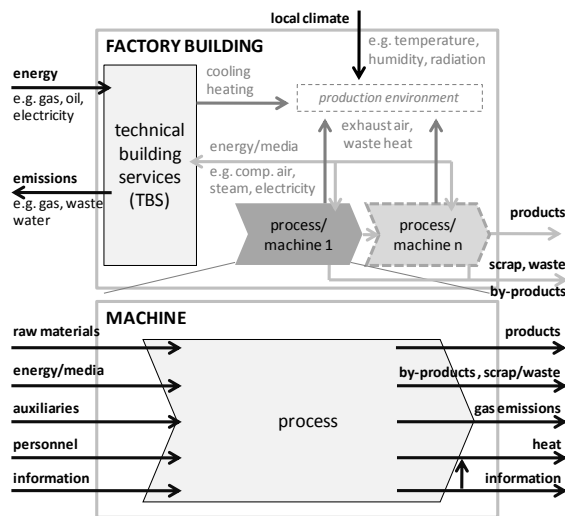 local climate
FACTORY BUILDING
e.g. temperature,
humidity, radiation
energy
e.g. gas, oil,
electricity
cooling
heating
production environment
technical
building
services
(TBS)
exhaust air,
waste heat
energy/media
e.g. comp. air,
steam, electricity
emissions
e.g. gas, waste
water
process/
machine 1
process/
machine n
products
scrap, waste
by-products
MACHINE
raw materials
products
energy/media
by-products, scrap/waste
auxiliaries
process
gas emissions
personnel
heat
information
information